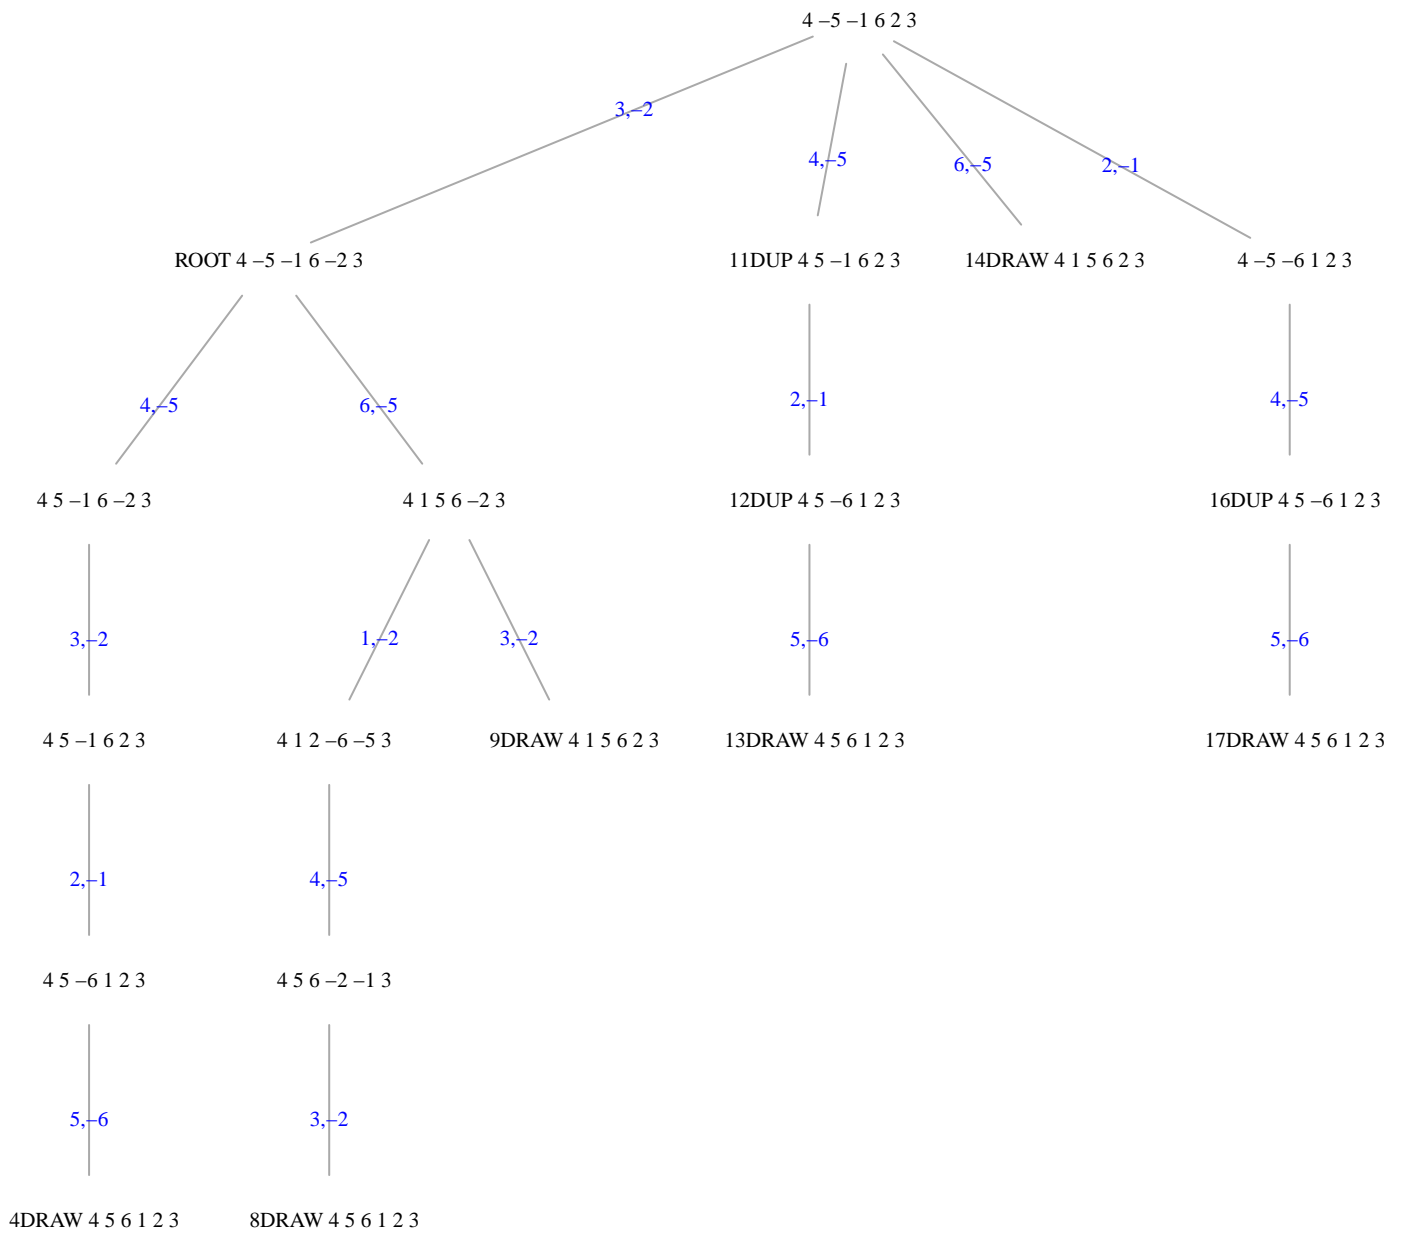 4 –5 –1 6 2 3
3,–2
4,–5
6,–5
2,–1
ROOT 4 –5 –1 6 –2 3
11DUP 4 5 –1 6 2 3
14DRAW 4 1 5 6 2 3
4 –5 –6 1 2 3
4,–5
6,–5
2,–1
4,–5
4 5 –1 6 –2 3
4 1 5 6 –2 3
12DUP 4 5 –6 1 2 3
16DUP 4 5 –6 1 2 3
3,–2
1,–2
3,–2
5,–6
5,–6
4 5 –1 6 2 3
4 1 2 –6 –5 3
9DRAW 4 1 5 6 2 3
13DRAW 4 5 6 1 2 3
17DRAW 4 5 6 1 2 3
2,–1
4,–5
4 5 –6 1 2 3
4 5 6 –2 –1 3
5,–6
3,–2
4DRAW 4 5 6 1 2 3
8DRAW 4 5 6 1 2 3